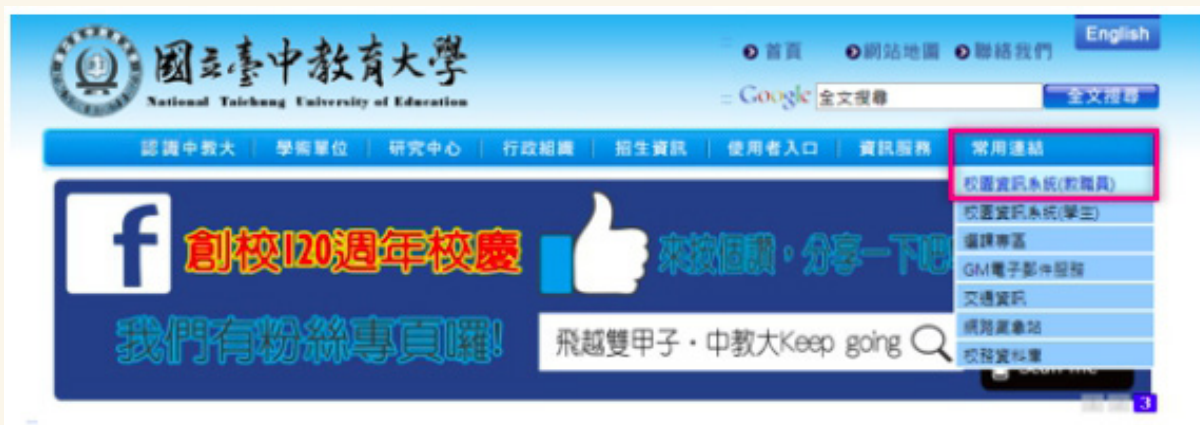 English
國立臺中教育大學
National Taichung University of Education
首頁 網站地圖 聯絡我們
Google 全文搜尋 全文搜尋
認識中教大 學術單位 研究中心 行政組織 招生資訊 使用者入口 資訊服務 常用連結
校園資訊系統(教職員)
校園資訊系統(學生)
選課專區
GM電子郵件服務
交通資訊
網路氣象站
校務資料庫
f 創校120週年校慶 來按個讚,分享一下吧
我們有粉絲專頁囉!
飛越雙甲子・中教大Keep going
3